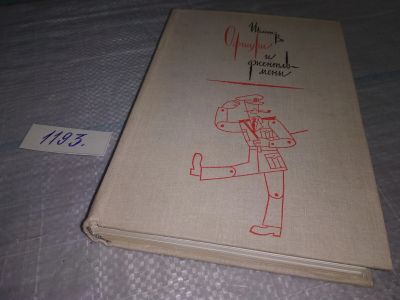 Ивлин Во
Офицеры
и
джентль-
мены
1193.